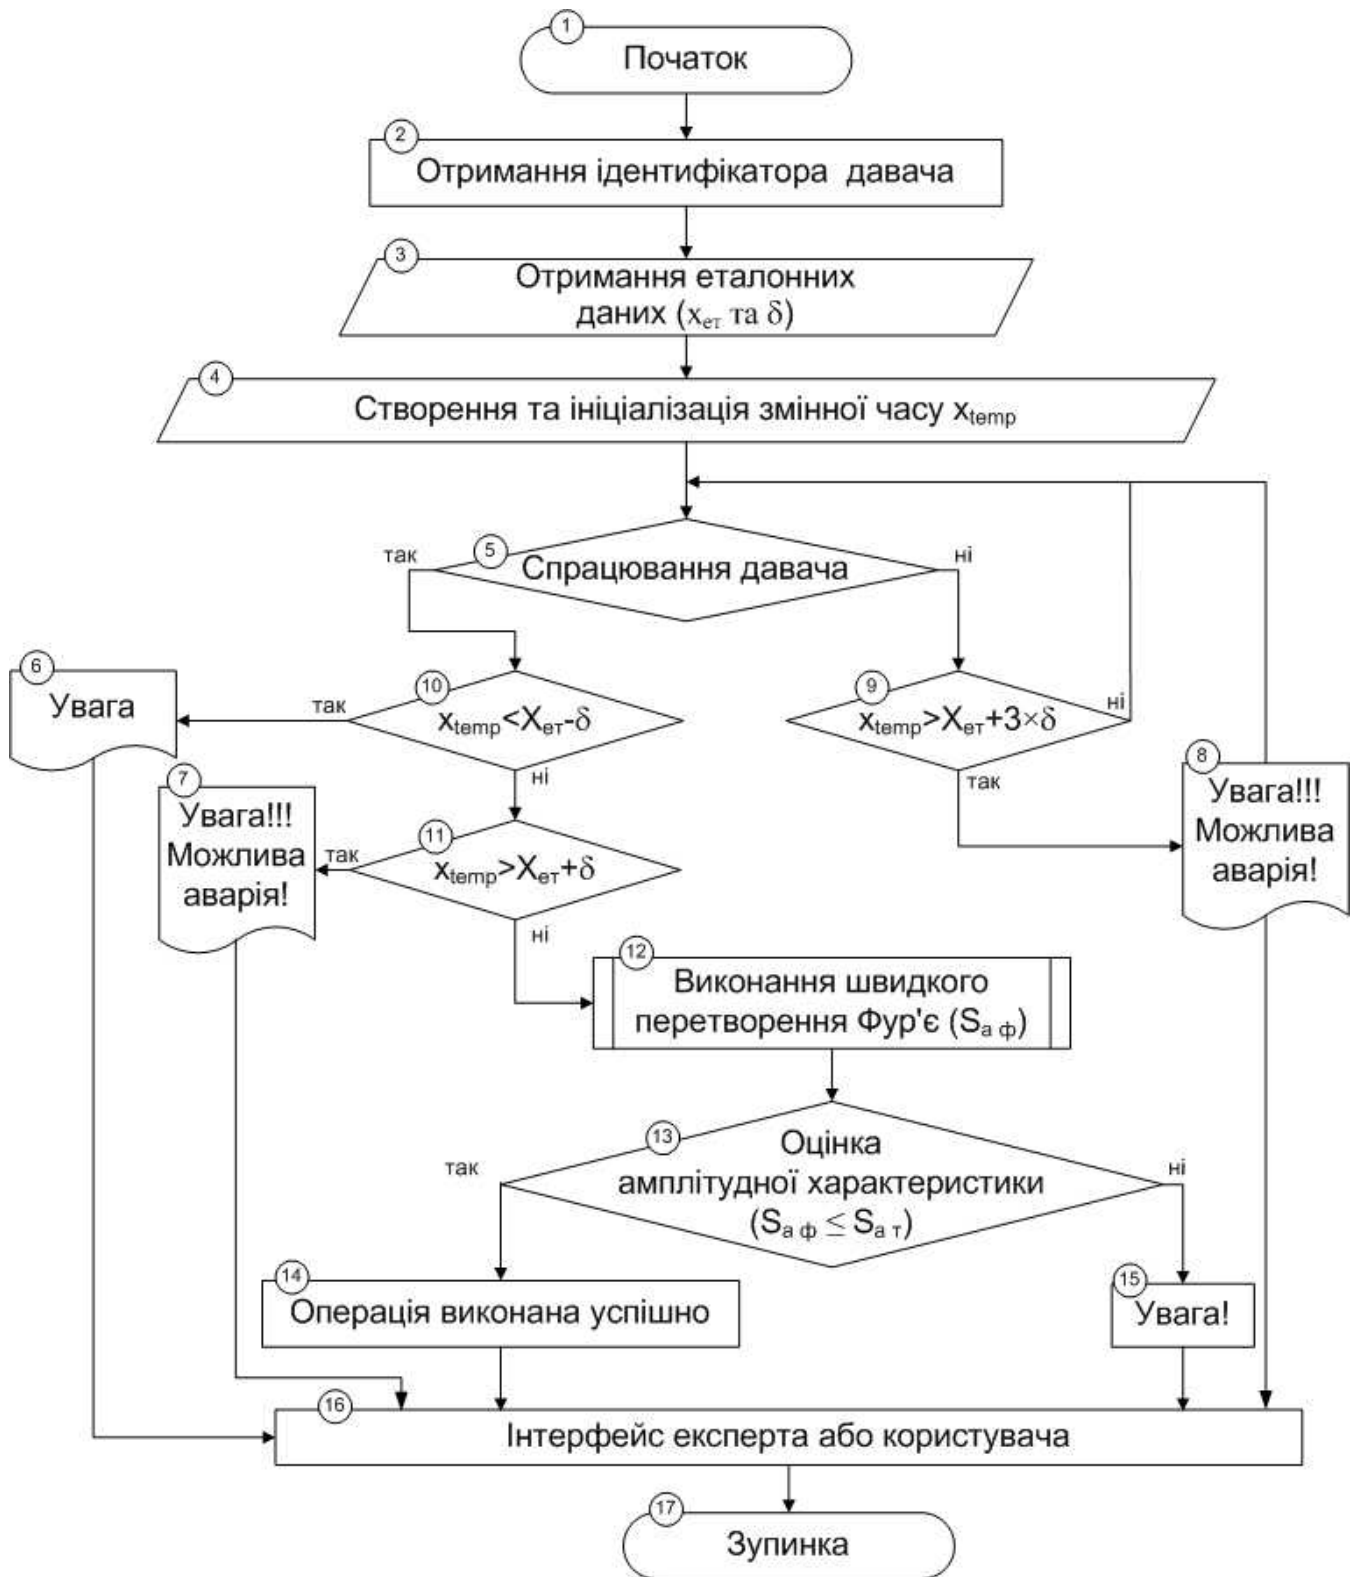 1
Початок
2
Отримання ідентифікатора давача
3
Отримання еталонних
даних (xет та δ)
4
Створення та ініціалізація змінної часу xtemp
так
5
Спрацювання давача
ні
6
Увага
так
10
xtemp<Xет-δ
ні
9
xtemp>Xет+3×δ
ні
так
7
Увага!!!
Можлива
аварія!
так
11
xtemp>Xет+δ
ні
8
Увага!!!
Можлива
аварія!
12
Виконання швидкого
перетворення Фур'є (Sа ф)
так
13
Оцінка
амплітудної характеристики
(Sа ф ≤ Sа т)
ні
14
Операція виконана успішно
15
Увага!
16
Інтерфейс експерта або користувача
17
Зупинка